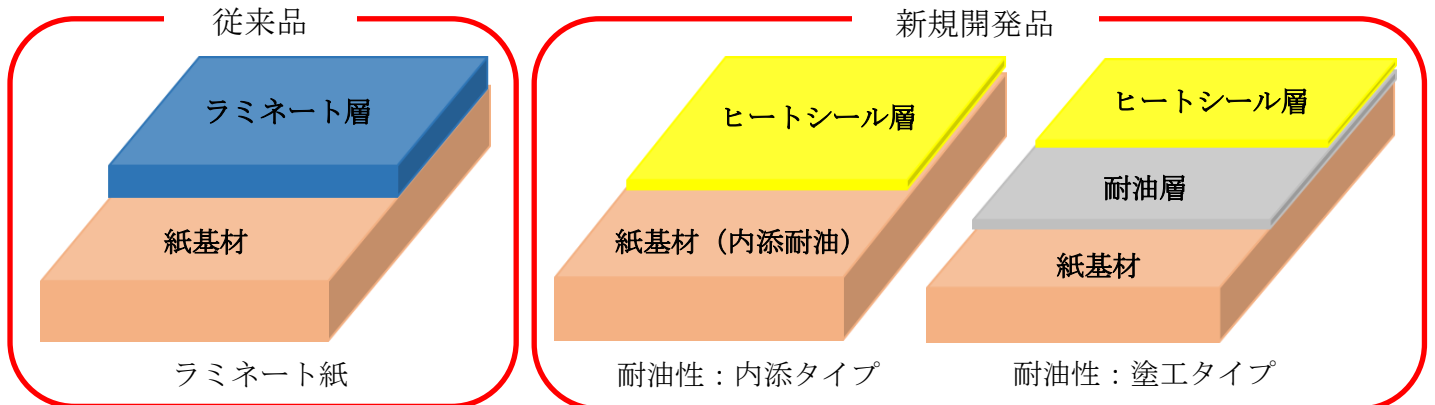 従来品
ラミネート層
紙基材
ラミネート紙
新規開発品
ヒートシール層
紙基材（内添耐油）
耐油性：内添タイプ
ヒートシール層
耐油層
紙基材
耐油性：塗工タイプ